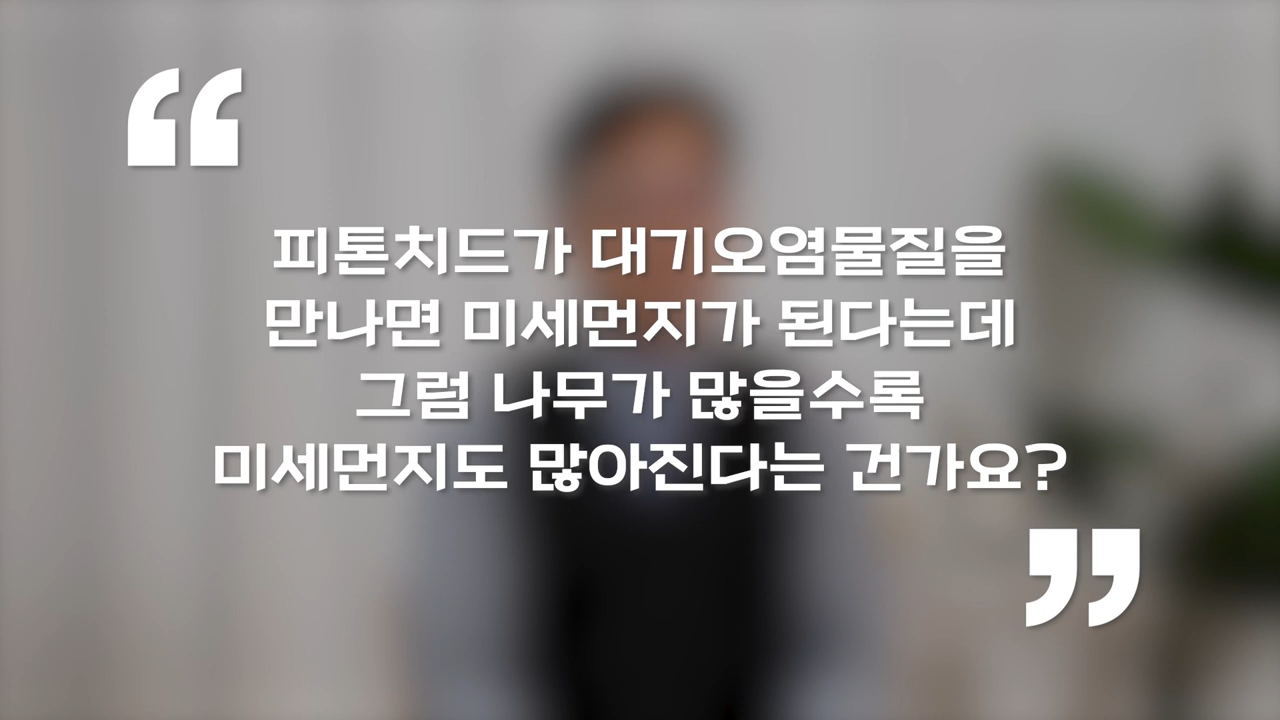 “
피톤치드가 대기오염물질을
만나면 미세먼지가 된다는데
그럼 나무가 많을수록
미세먼지도 많아진다는 건가요?
”